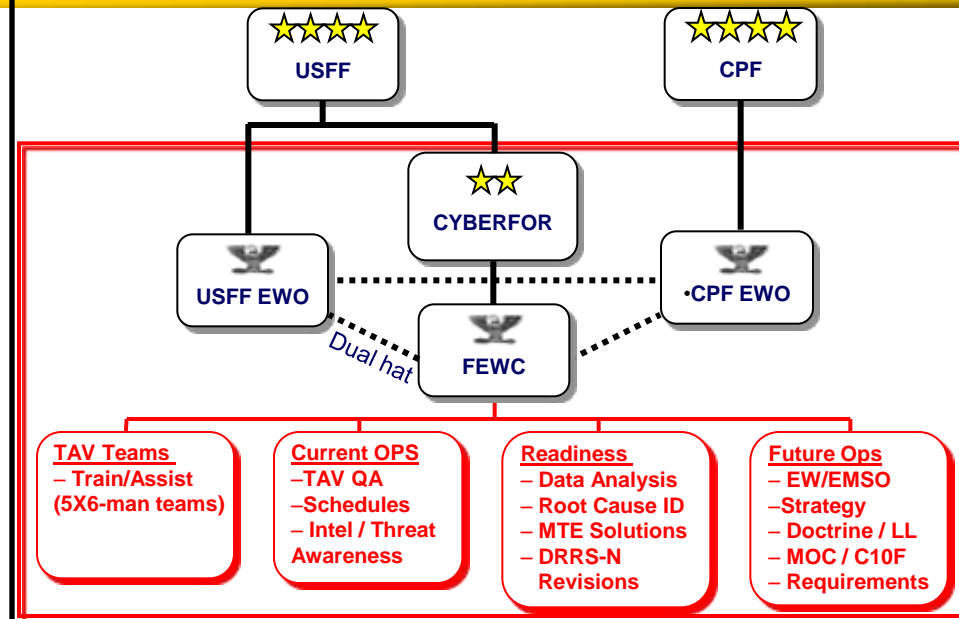 USFF
CPF
CYBERFOR
USFF EWO
•CPF EWO
Dual hat
FEWC
TAV Teams
– Train/Assist
(5X6-man teams)
Current OPS
–TAV QA
–Schedules
– Intel / Threat
Awareness
Readiness
– Data Analysis
– Root Cause ID
– MTE Solutions
– DRRS-N
Revisions
Future Ops
– EW/EMSO
–Strategy
– Doctrine / LL
– MOC / C10F
– Requirements